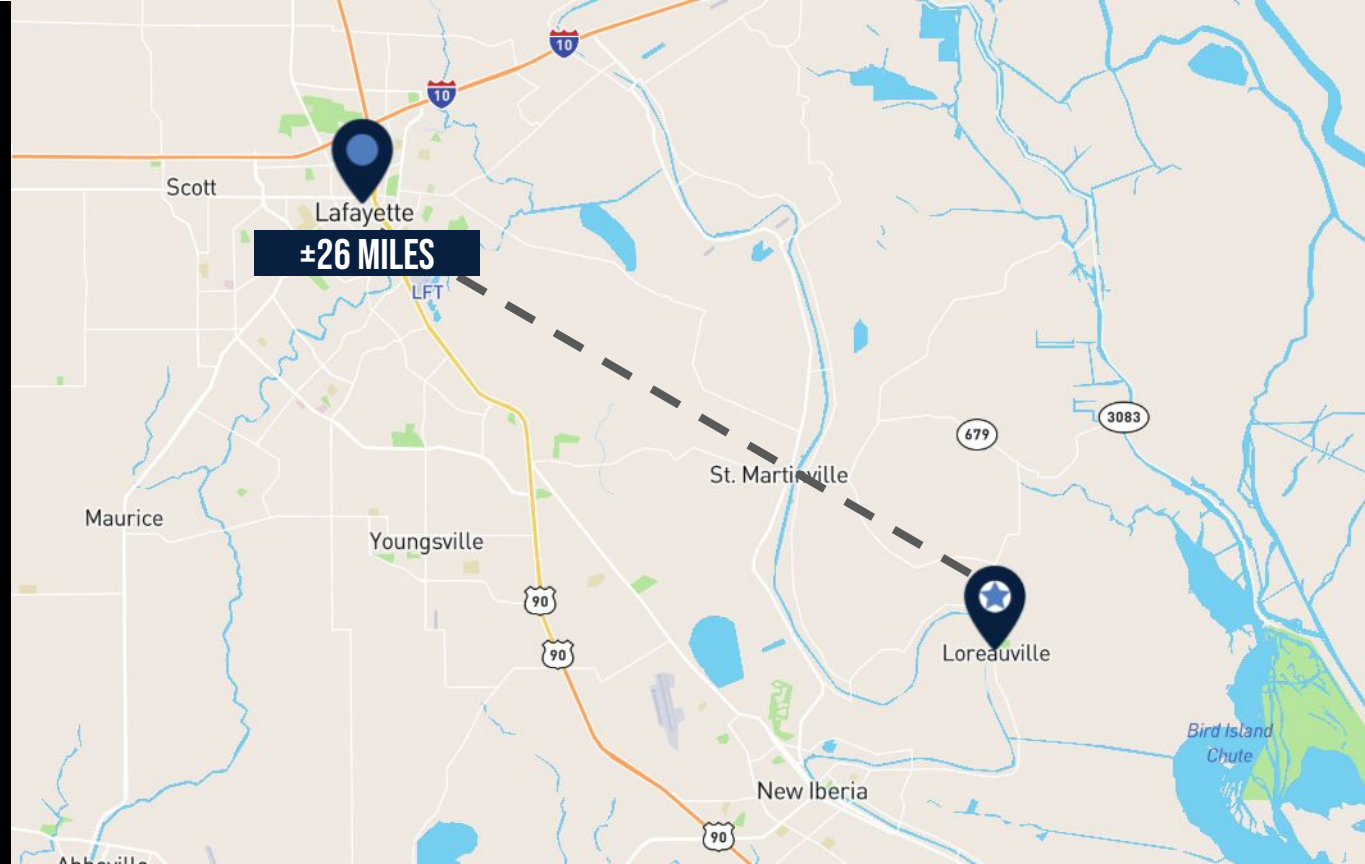 10
10
Scott
Lafayette
±26 MILES
LFT
3083
679
St. Martinville
Maurice
Youngsville
90
90
Loreauville
Bird Island
Chute
New Iberia
90
Abbeville